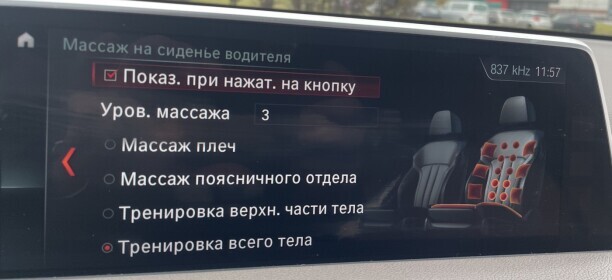 Массаж на сиденье водителя
Показ. при нажат. на кнопку
837 kHz 11:57
Уров. массажа 3
Массаж плеч
Массаж поясничного отдела
Тренировка верхн. части тела
Тренировка всего тела